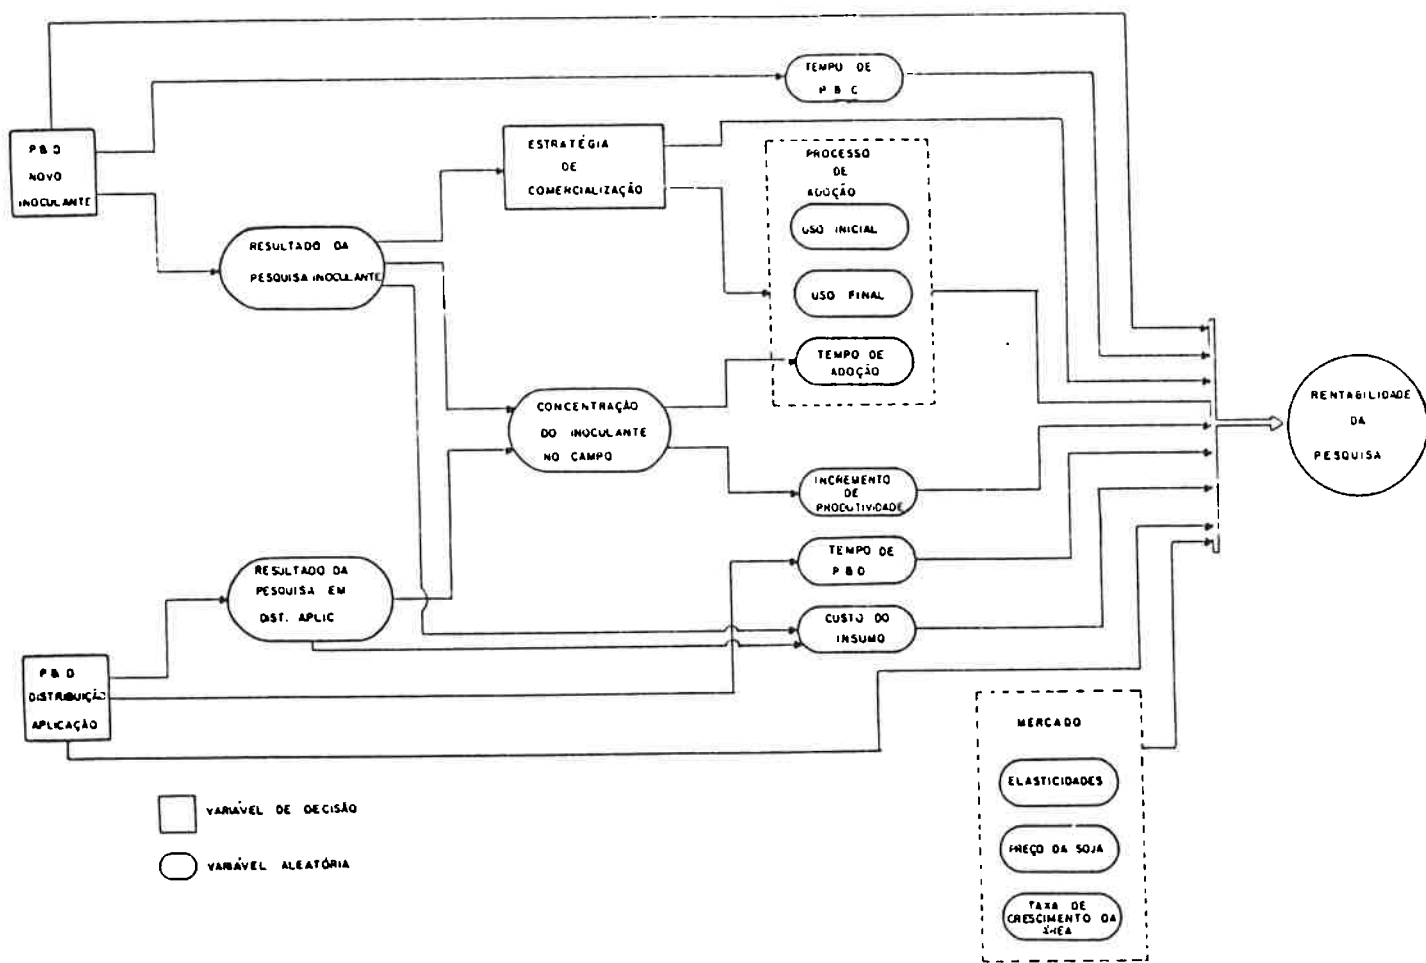 TEMPO DE
P & C
P & D
NOVO
INOCULANTE
ESTRATÉGIA
DE
COMERCIALIZAÇÃO
PROCESSO
DE
ADOÇÃO
USO INICIAL
USO FINAL
TEMPO DE
ADOÇÃO
RESULTADO DA
PESQUISA INOCULANTE
CONCENTRAÇÃO
DO INOCULANTE
NO CAMPO
INCREMENTO
DE
PRODUTIVIDADE
RENTABILIDADE
DA
PESQUISA
RESULTADO DA
PESQUISA EM
DIST. APLIC
TEMPO DE
P & D
CUSTO DO
INSUMO
P & D
DISTRIBUIÇÃO
APLICAÇÃO
MERCADO
ELASTICIDADES
PREÇO DA SOJA
TAXA DE
CRESCIMENTO DA
ÁREA
VARIÁVEL DE DECISÃO
VARIÁVEL ALEATÓRIA